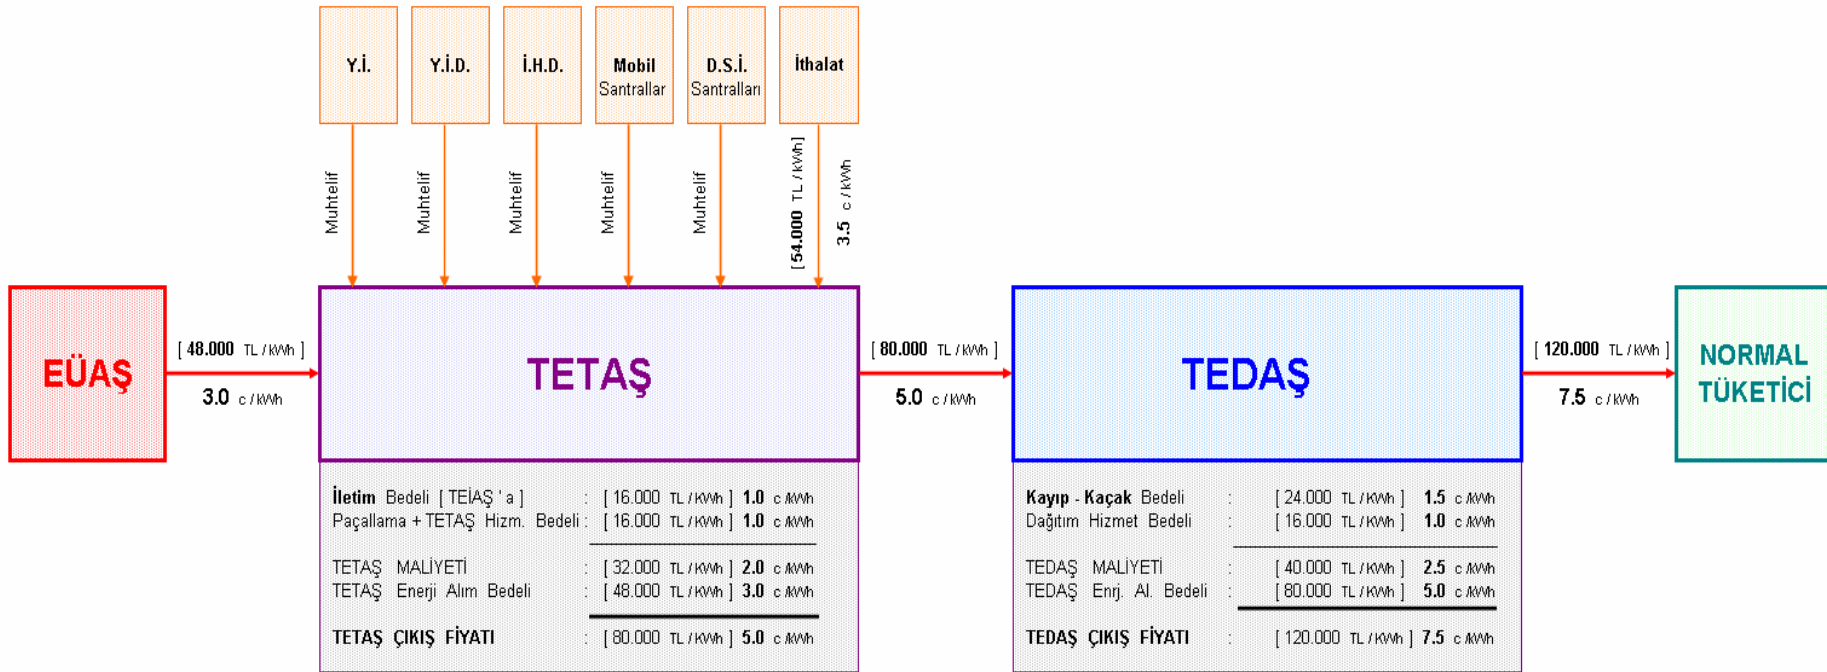 Y.İ.
Y.İ.D.
İ.H.D.
Mobil
Santrallar
D.S.İ.
Santralları
İthalat
Muhtelif
Muhtelif
Muhtelif
Muhtelif
Muhtelif
[ 54.000 TL / kWh]
3.5 c / kWh
EÜAŞ
[ 48.000 TL / kWh ]
3.0 c / kWh
TETAŞ
[ 80.000 TL / kWh ]
5.0 c / kWh
TEDAŞ
[ 120.000 TL / kWh ]
7.5 c / kWh
NORMAL
TÜKETİCİ
İletim Bedeli [ TEİAŞ ' a ] : [ 16.000 TL / KWh ] 1.0 c /kWh
Paçallama + TETAŞ Hizm. Bedeli : [ 16.000 TL / KWh ] 1.0 c /kWh
TETAŞ MALİYETİ : [ 32.000 TL / KWh ] 2.0 c /kWh
TETAŞ Enerji Alım Bedeli : [ 48.000 TL / KWh ] 3.0 c /kWh
TETAŞ ÇIKIŞ FİYATI : [ 80.000 TL / KWh ] 5.0 c /kWh
Kayıp - Kaçak Bedeli : [ 24.000 TL / KWh ] 1.5 c /kWh
Dağıtım Hizmet Bedeli : [ 16.000 TL / KWh ] 1.0 c /kWh
TEDAŞ MALİYETİ : [ 40.000 TL / KWh ] 2.5 c /kWh
TEDAŞ Enrj. Al. Bedeli : [ 80.000 TL / KWh ] 5.0 c /kWh
TEDAŞ ÇIKIŞ FİYATI : [ 120.000 TL / KWh ] 7.5 c /kWh